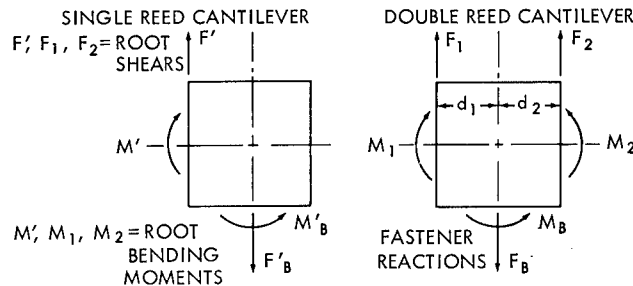 SINGLE REED CANTILEVER
F', F₁, F₂ = ROOT
SHEARS
F'
M'
M'B
M', M₁, M₂ = ROOT
BENDING
MOMENTS
F'B
DOUBLE REED CANTILEVER
F₁
F₂
d₁
d₂
M₁
M₂
MB
FASTENER
REACTIONS
FB